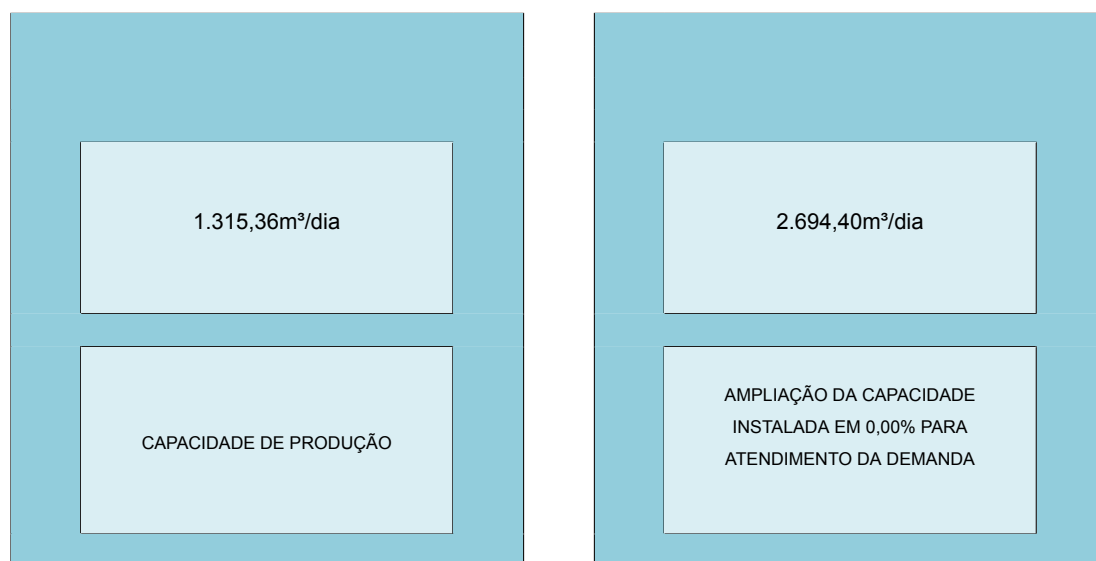 1.315,36m³/dia
CAPACIDADE DE PRODUÇÃO
2.694,40m³/dia
AMPLIAÇÃO DA CAPACIDADE
INSTALADA EM 0,00% PARA
ATENDIMENTO DA DEMANDA